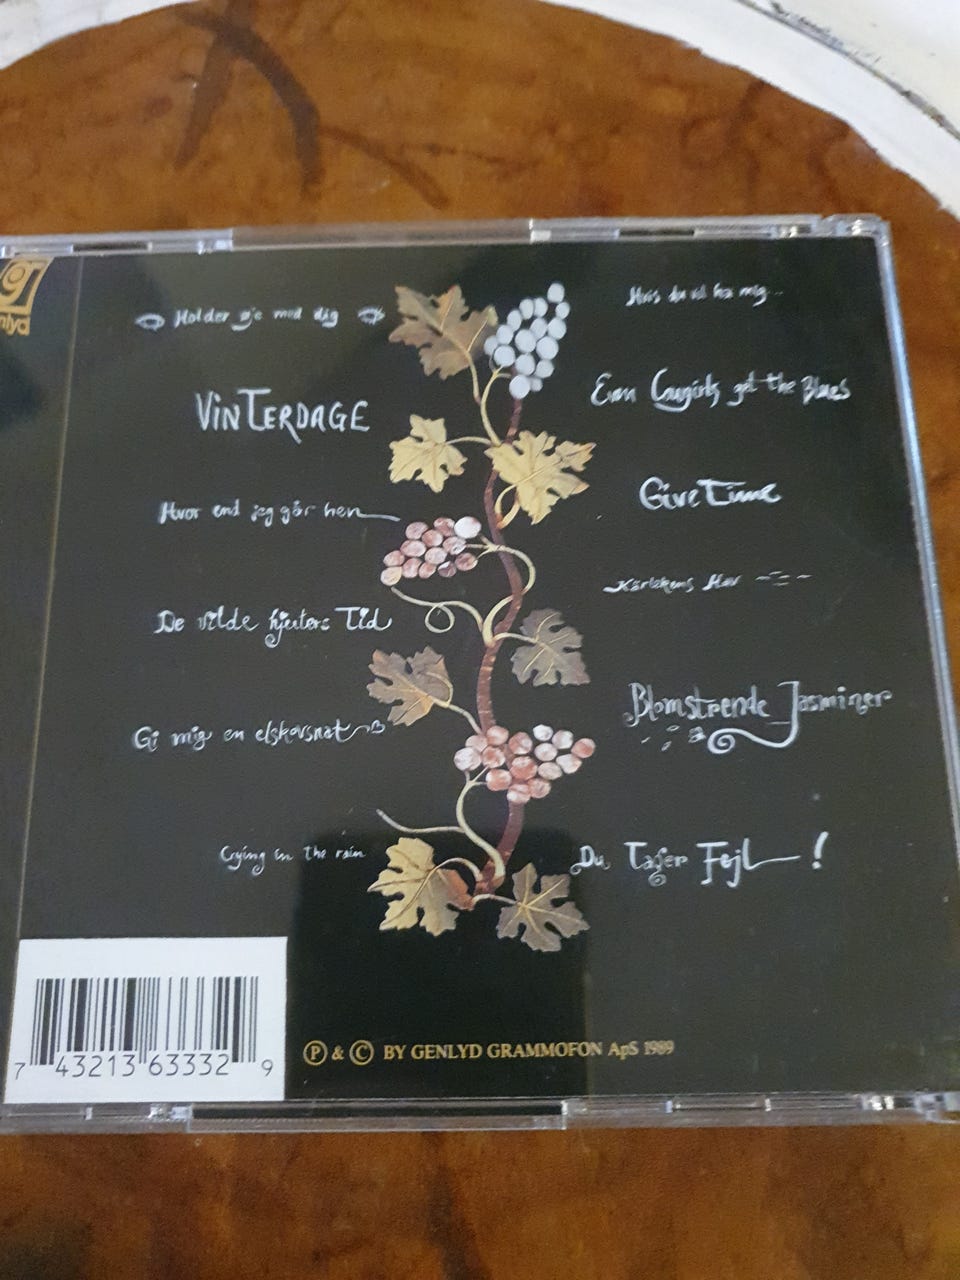 Holder øje med dig
VINTERDAGE
Hvor end jeg går hen
De vilde hjerters Tid
Gi mig en elskovsnat
Crying in the rain
Hvis du vil ha mig...
Even Cowgirls get the Blues
Give Time
Kärlekens Hav
Blomstrende Jasminer
Du Tager Fejl !
7 43213 63332 9
Ⓟ & © BY GENLYD GRAMMOFON ApS 1989